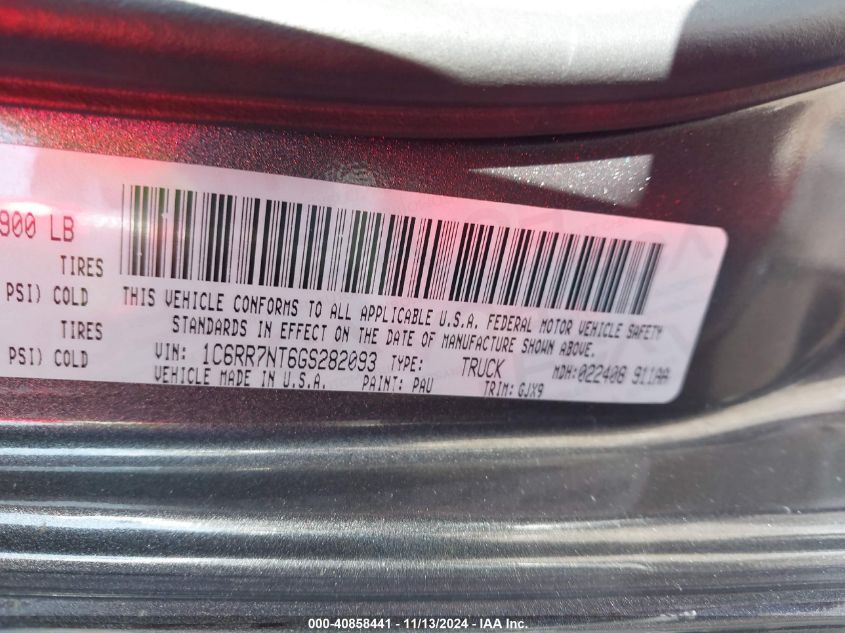 900 LB
TIRES
PSI) COLD
TIRES
PSI) COLD
THIS VEHICLE CONFORMS TO ALL APPLICABLE U.S.A. FEDERAL MOTOR VEHICLE SAFETY
STANDARDS IN EFFECT ON THE DATE OF MANUFACTURE SHOWN ABOVE.
VIN: 1C6RR7NT6GS282093 TYPE: TRUCK MDH:022408 911AA
VEHICLE MADE IN U.S.A. PAINT: PAU TRIM: GJX9
000-40858441 - 11/13/2024 - IAA Inc.